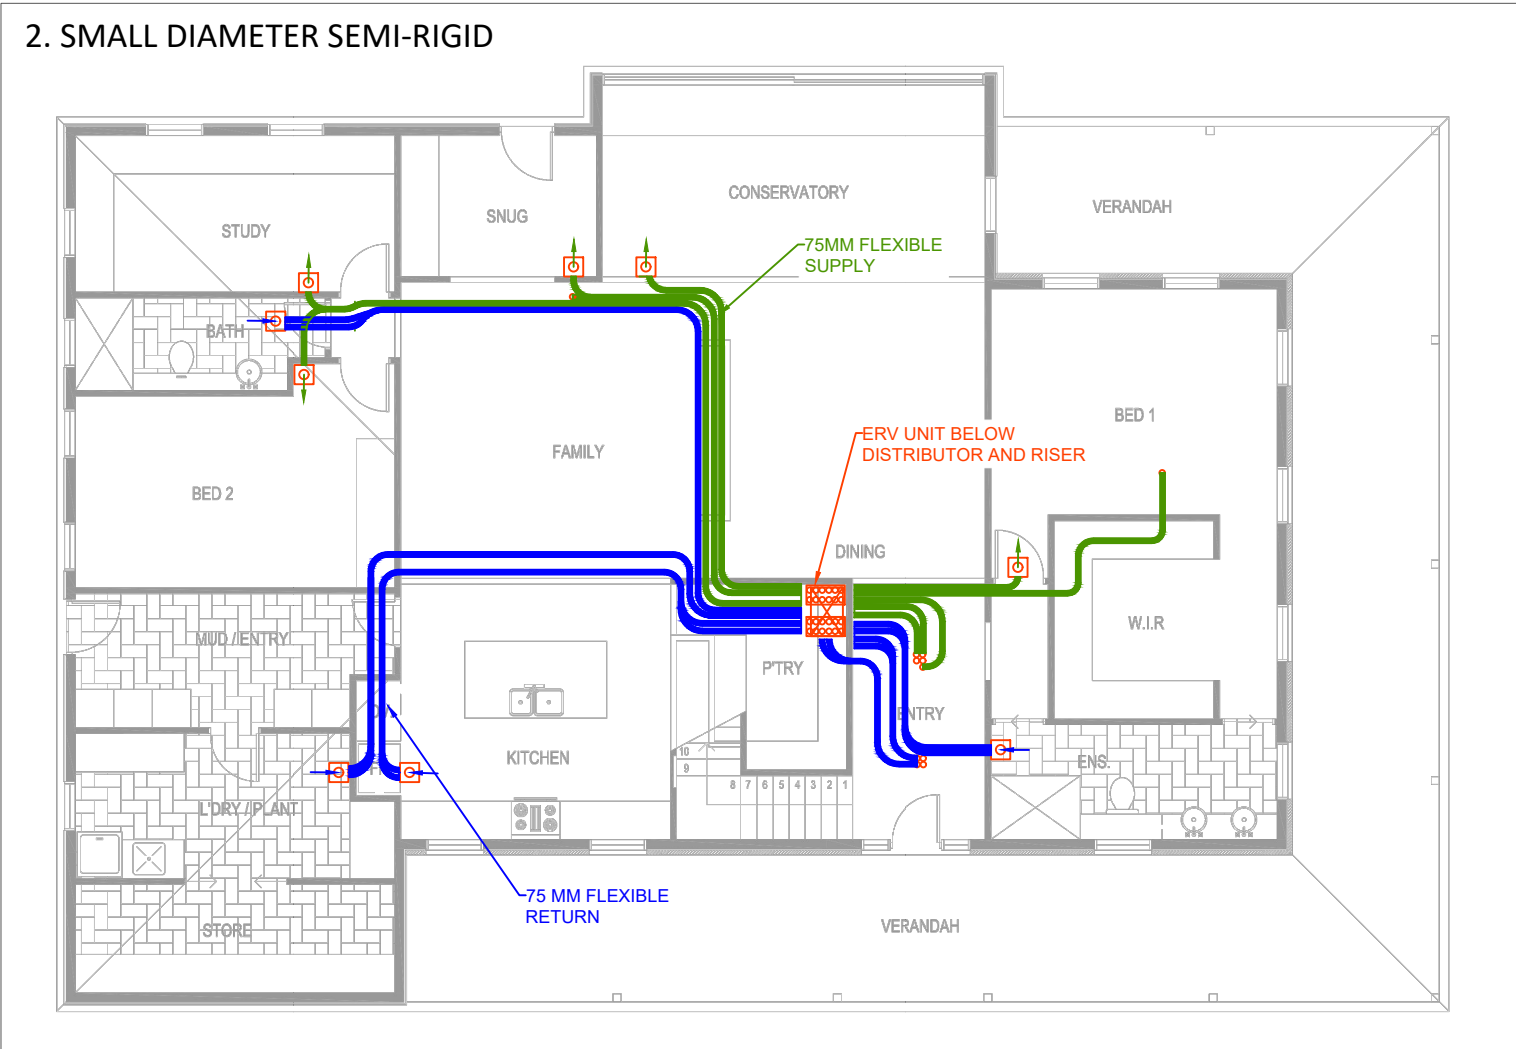 2. SMALL DIAMETER SEMI-RIGID
CONSERVATORY
VERANDAH
SNUG
STUDY
75MM FLEXIBLE
SUPPLY
BATH
BED 1
ERV UNIT BELOW
DISTRIBUTOR AND RISER
FAMILY
BED 2
DINING
W.I.R
MUD / ENTRY
P'TRY
ENTRY
KITCHEN
10
9
8 7 6 5 4 3 2 1
ENS.
L'DRY / PLANT
75 MM FLEXIBLE
RETURN
STORE
VERANDAH